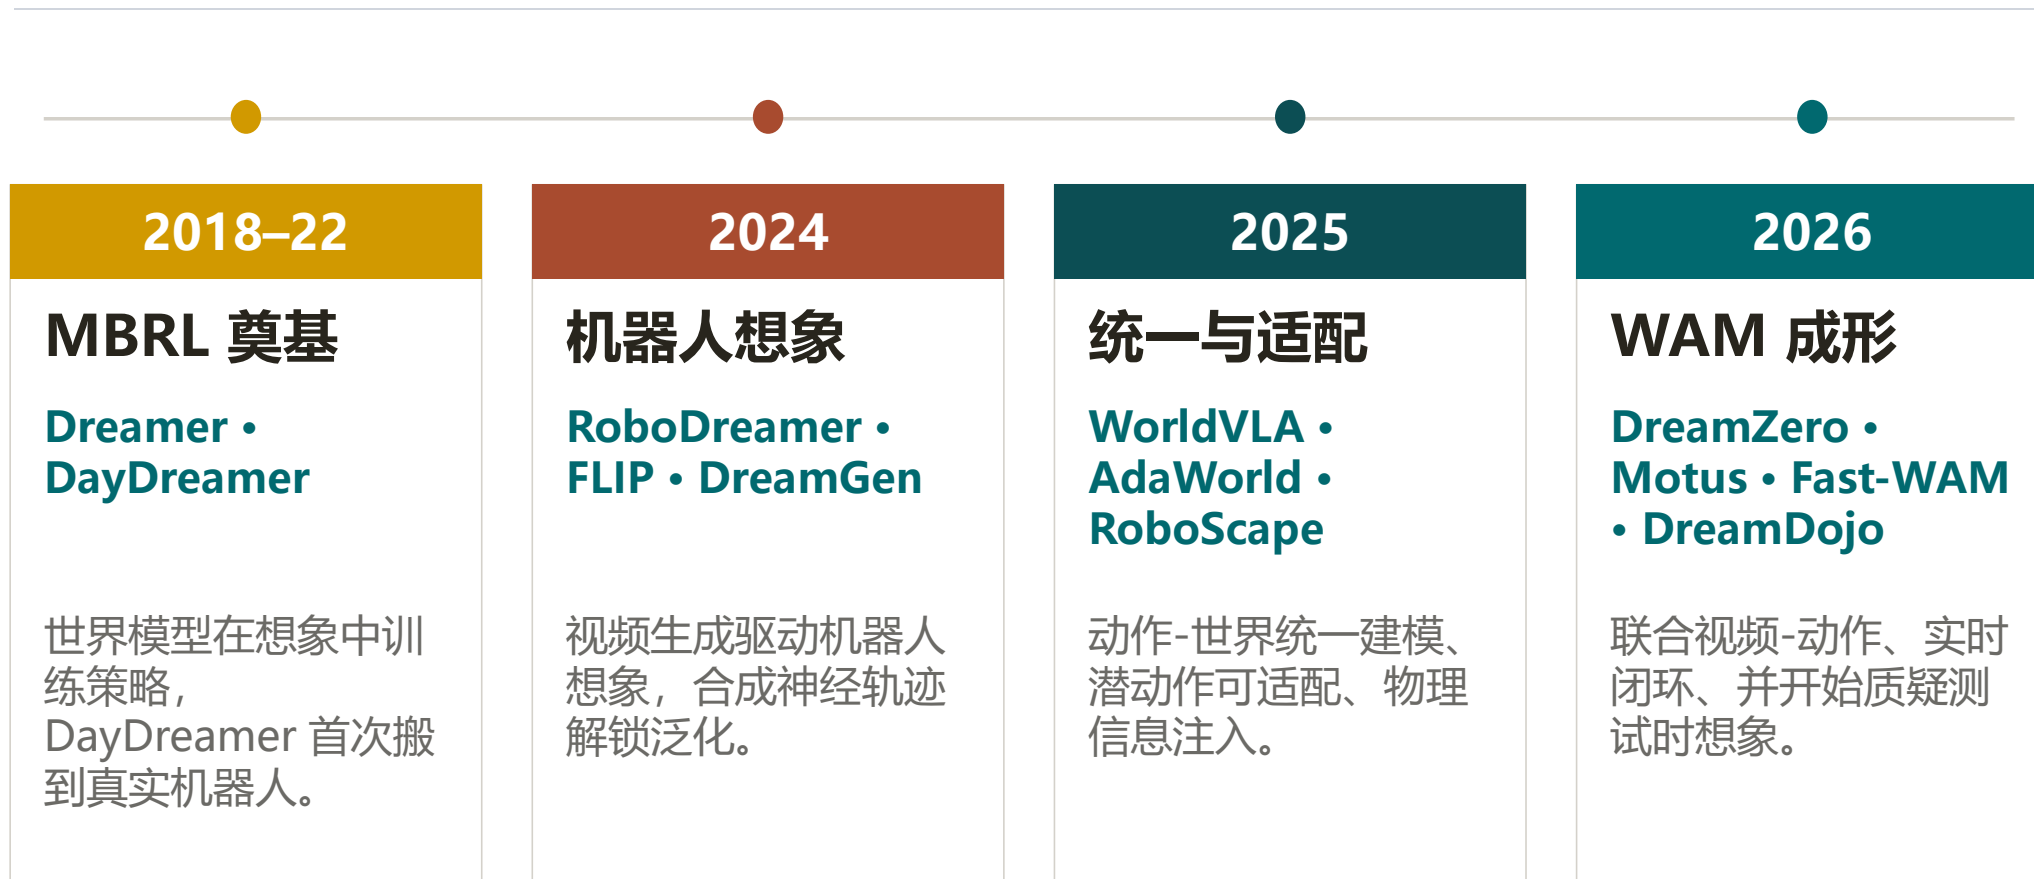 2018–22
MBRL 奠基
Dreamer •
DayDreamer
世界模型在想象中训
练策略，
DayDreamer 首次搬
到真实机器人。
2024
机器人想象
RoboDreamer •
FLIP • DreamGen
视频生成驱动机器人
想象，合成神经轨迹
解锁泛化。
2025
统一与适配
WorldVLA •
AdaWorld •
RoboScape
动作-世界统一建模、
潜动作可适配、物理
信息注入。
2026
WAM 成形
DreamZero •
Motus • Fast-WAM
• DreamDojo
联合视频-动作、实时
闭环、并开始质疑测
试时想象。